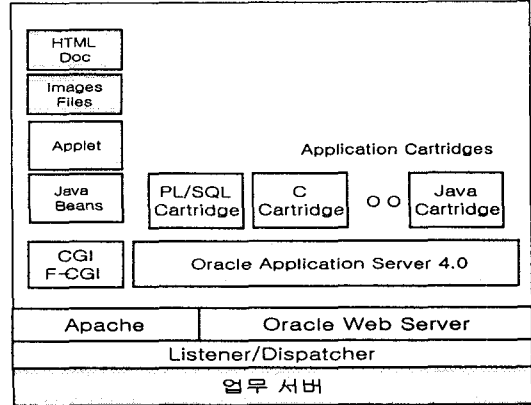 HTML
Doc
Images
Files
Applet
Application Cartridges
Java
Beans
PL/SQL
Cartridge
C
Cartridge
O O
Java
Cartridge
CGI
F-CGI
Oracle Application Server 4.0
Apache
Oracle Web Server
Listener/Dispatcher
업무 서버